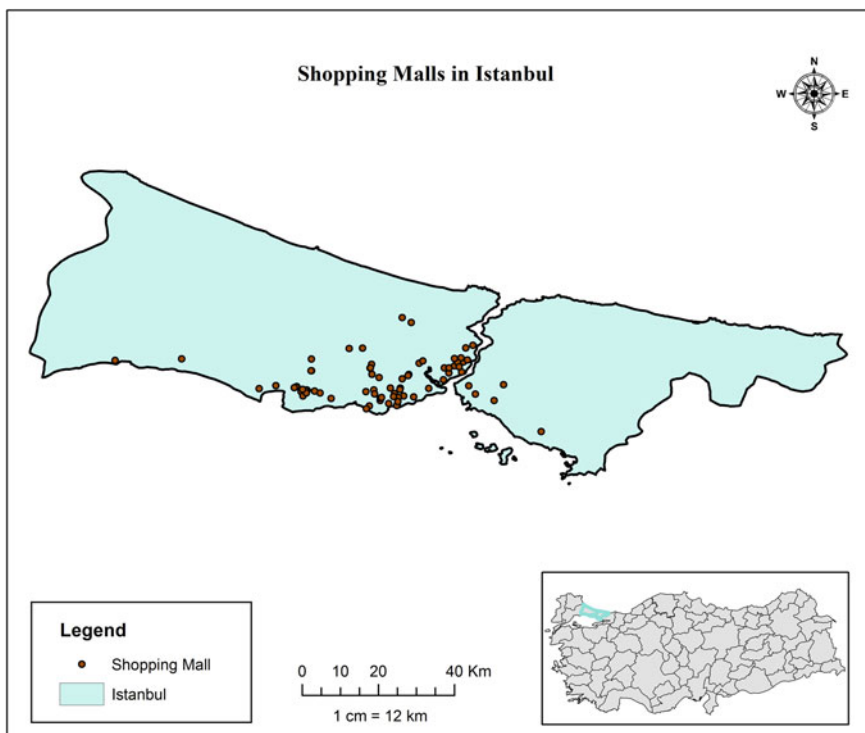 Shopping Malls in Istanbul
N
W E
S
Legend
Shopping Mall
Istanbul
0 10 20 40 Km
1 cm = 12 km